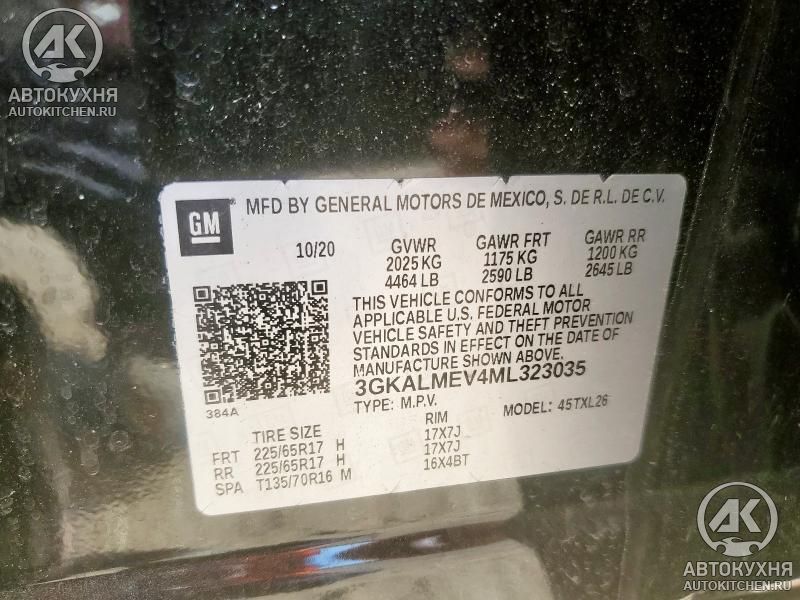 АВТОКУХНЯ
AUTOKITCHEN.RU
GM
MFD BY GENERAL MOTORS DE MEXICO, S. DE R.L. DE C.V.
10/20 GVWR GAWR FRT GAWR RR
2025 KG 1175 KG 1200 KG
4464 LB 2590 LB 2645 LB
THIS VEHICLE CONFORMS TO ALL
APPLICABLE U.S. FEDERAL MOTOR
VEHICLE SAFETY AND THEFT PREVENTION
STANDARDS IN EFFECT ON THE DATE OF
MANUFACTURE SHOWN ABOVE.
3GKALMEV4ML323035
384A
TYPE: M.P.V. MODEL: 45TXL26
TIRE SIZE RIM
FRT 225/65R17 H 17X7J
RR 225/65R17 H 17X7J
SPA T135/70R16 M 16X4BT
АВТОКУХНЯ
AUTOKITCHEN.RU